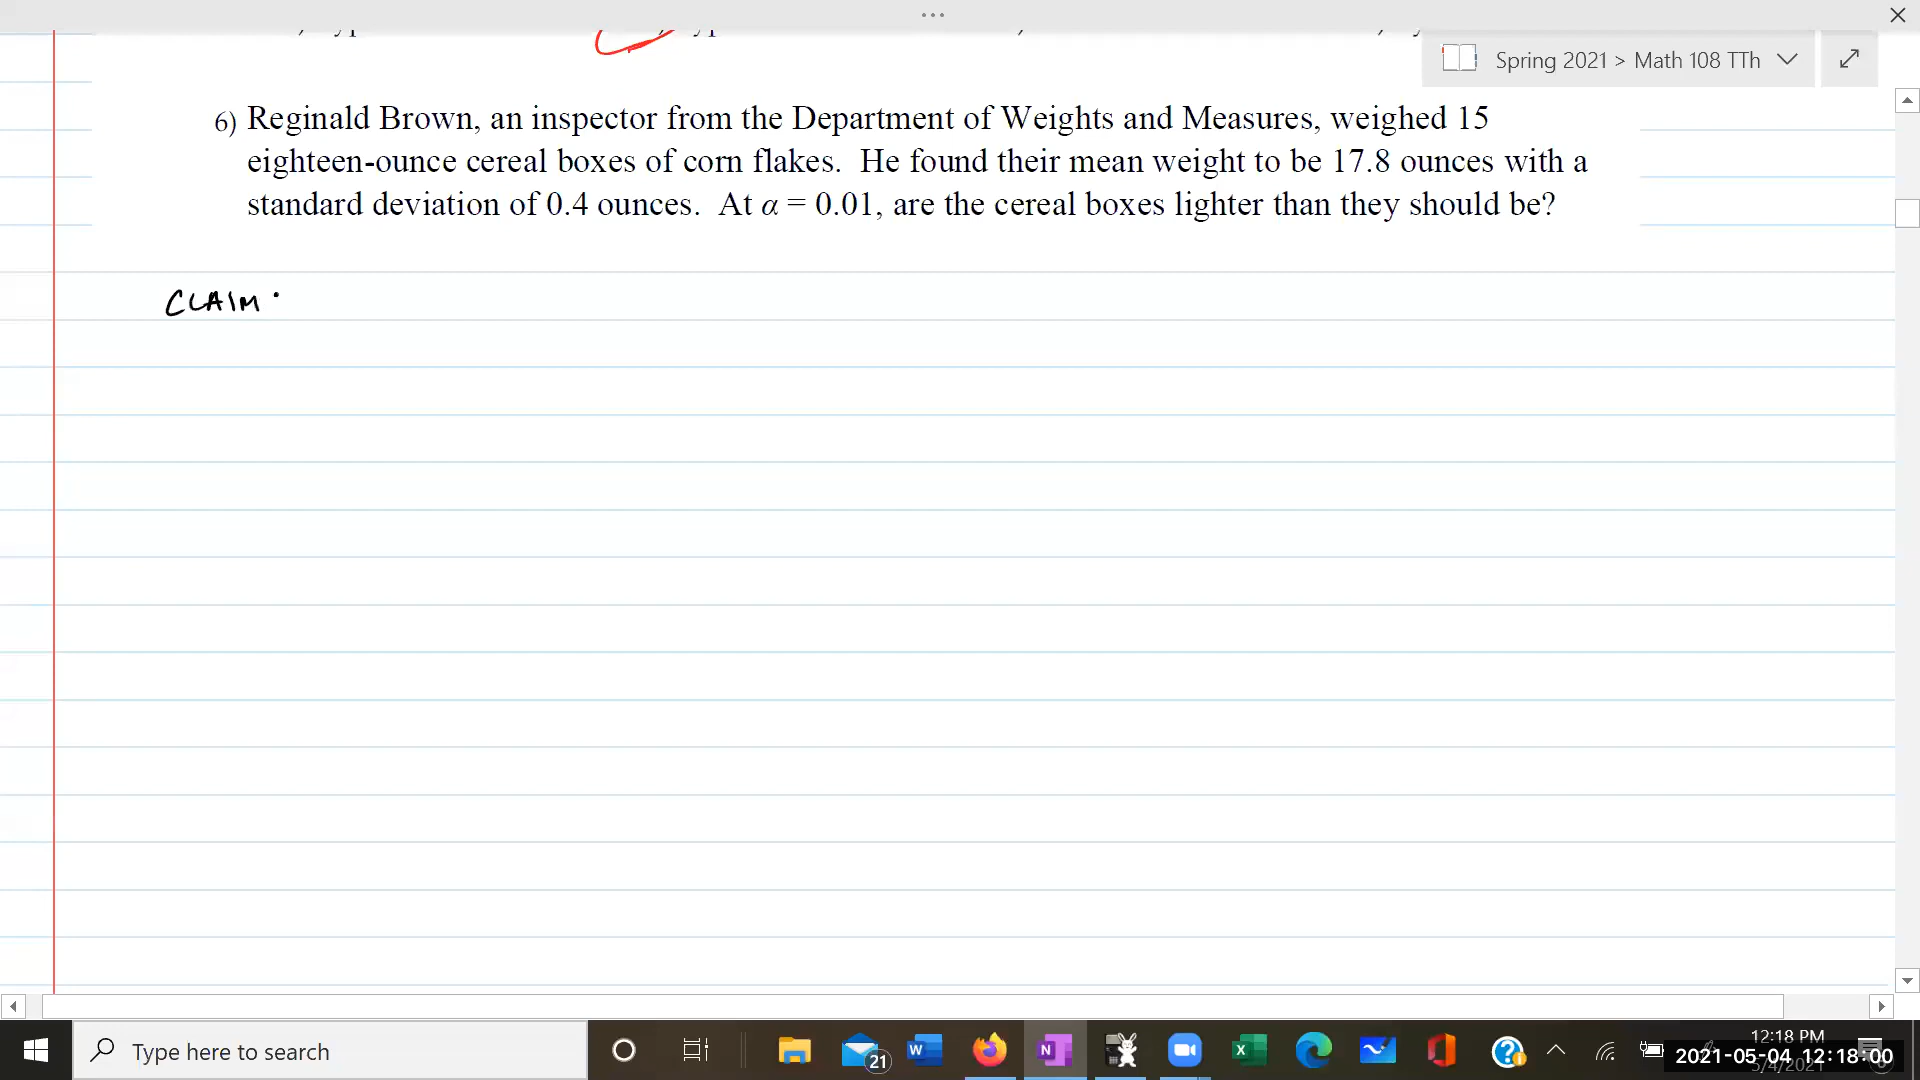 Spring 2021 > Math 108 TTh
6) Reginald Brown, an inspector from the Department of Weights and Measures, weighed 15
eighteen-ounce cereal boxes of corn flakes. He found their mean weight to be 17.8 ounces with a
standard deviation of 0.4 ounces. At α = 0.01, are the cereal boxes lighter than they should be?
CLAIM
Type here to search
21
12:18 PM
2021-05-04 12:18:00